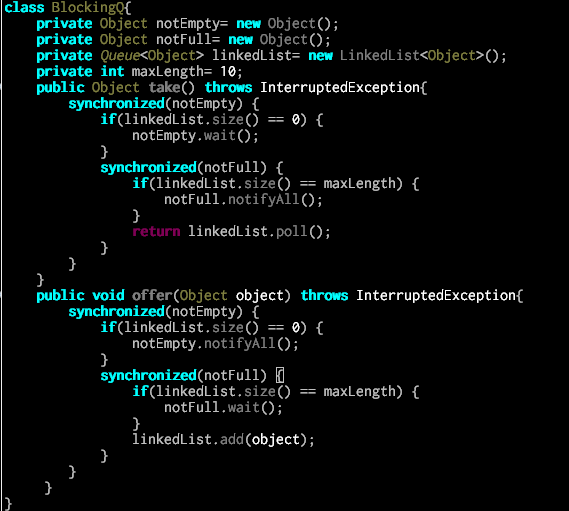 class BlockingQ{
    private Object notEmpty= new Object();
    private Object notFull= new Object();
    private Queue<Object> linkedList= new LinkedList<Object>();
    private int maxLength= 10;
    public Object take() throws InterruptedException{
        synchronized(notEmpty) {
            if(linkedList.size() == 0) {
                notEmpty.wait();
            }
            synchronized(notFull) {
                if(linkedList.size() == maxLength) {
                    notFull.notifyAll();
                }
                return linkedList.poll();
            }
        }
    }
    public void offer(Object object) throws InterruptedException{
        synchronized(notEmpty) {
            if(linkedList.size() == 0) {
                notEmpty.notifyAll();
            }
            synchronized(notFull) {
                if(linkedList.size() == maxLength) {
                    notFull.wait();
                }
                linkedList.add(object);
            }
        }
     }
}